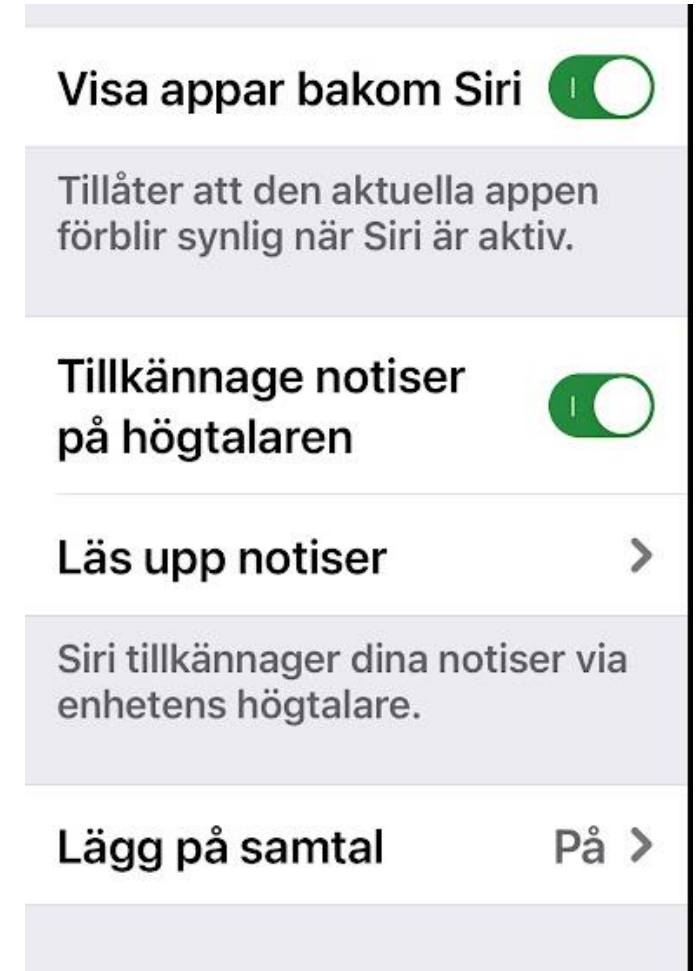 Visa appar bakom Siri
Tillåter att den aktuella appen
förblir synlig när Siri är aktiv.
Tillkännage notiser
på högtalaren
Läs upp notiser
Siri tillkännager dina notiser via
enhetens högtalare.
Lägg på samtal På